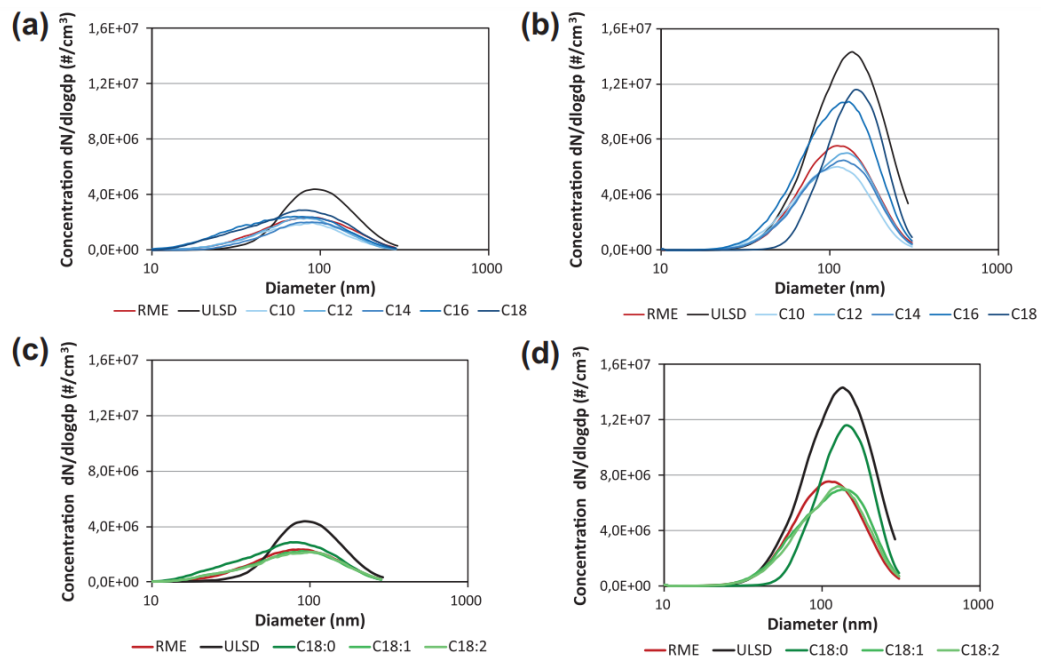 (a)
Concentration dN/dlogdp (#/cm³)
1,6E+07
1,2E+07
8,0E+06
4,0E+06
0,0E+00
10
100
1000
Diameter (nm)
RME ULSD C10 C12 C14 C16 C18
(b)
Concentration dN/dlogdp (#/cm³)
1,6E+07
1,2E+07
8,0E+06
4,0E+06
0,0E+00
10
100
1000
Diameter (nm)
RME ULSD C10 C12 C14 C16 C18
(c)
Concentration dN/dlogdp (#/cm³)
1,6E+07
1,2E+07
8,0E+06
4,0E+06
0,0E+00
10
100
1000
Diameter (nm)
RME ULSD C18:0 C18:1 C18:2
(d)
Concentration dN/dlogdp (#/cm³)
1,6E+07
1,2E+07
8,0E+06
4,0E+06
0,0E+00
10
100
1000
Diameter (nm)
RME ULSD C18:0 C18:1 C18:2